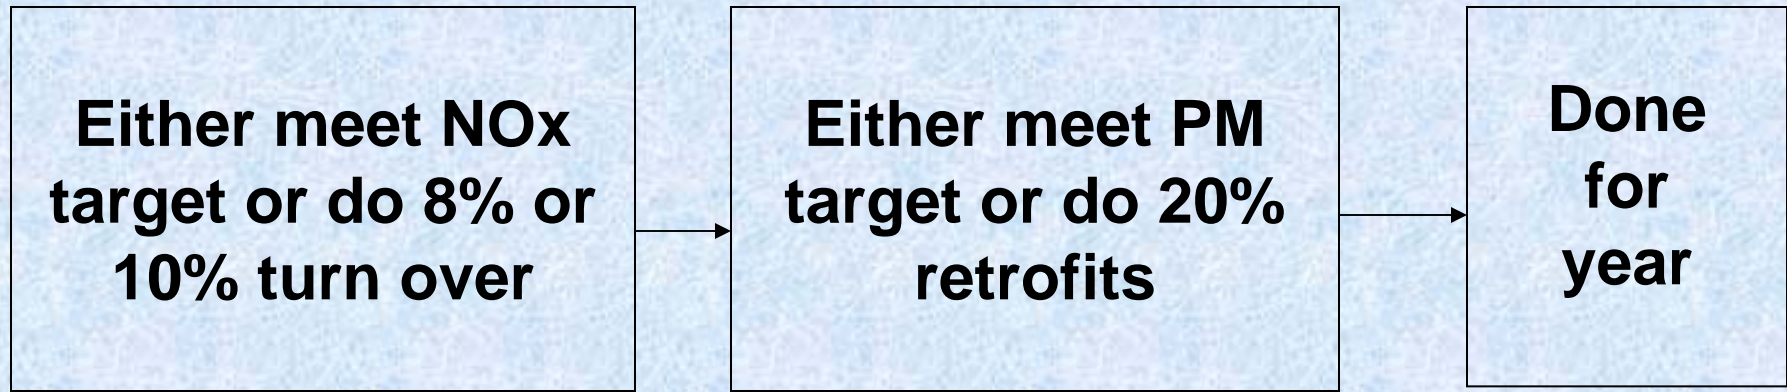 Either meet NOx
target or do 8% or
10% turn over
Either meet PM
target or do 20%
retrofits
Done
for
year